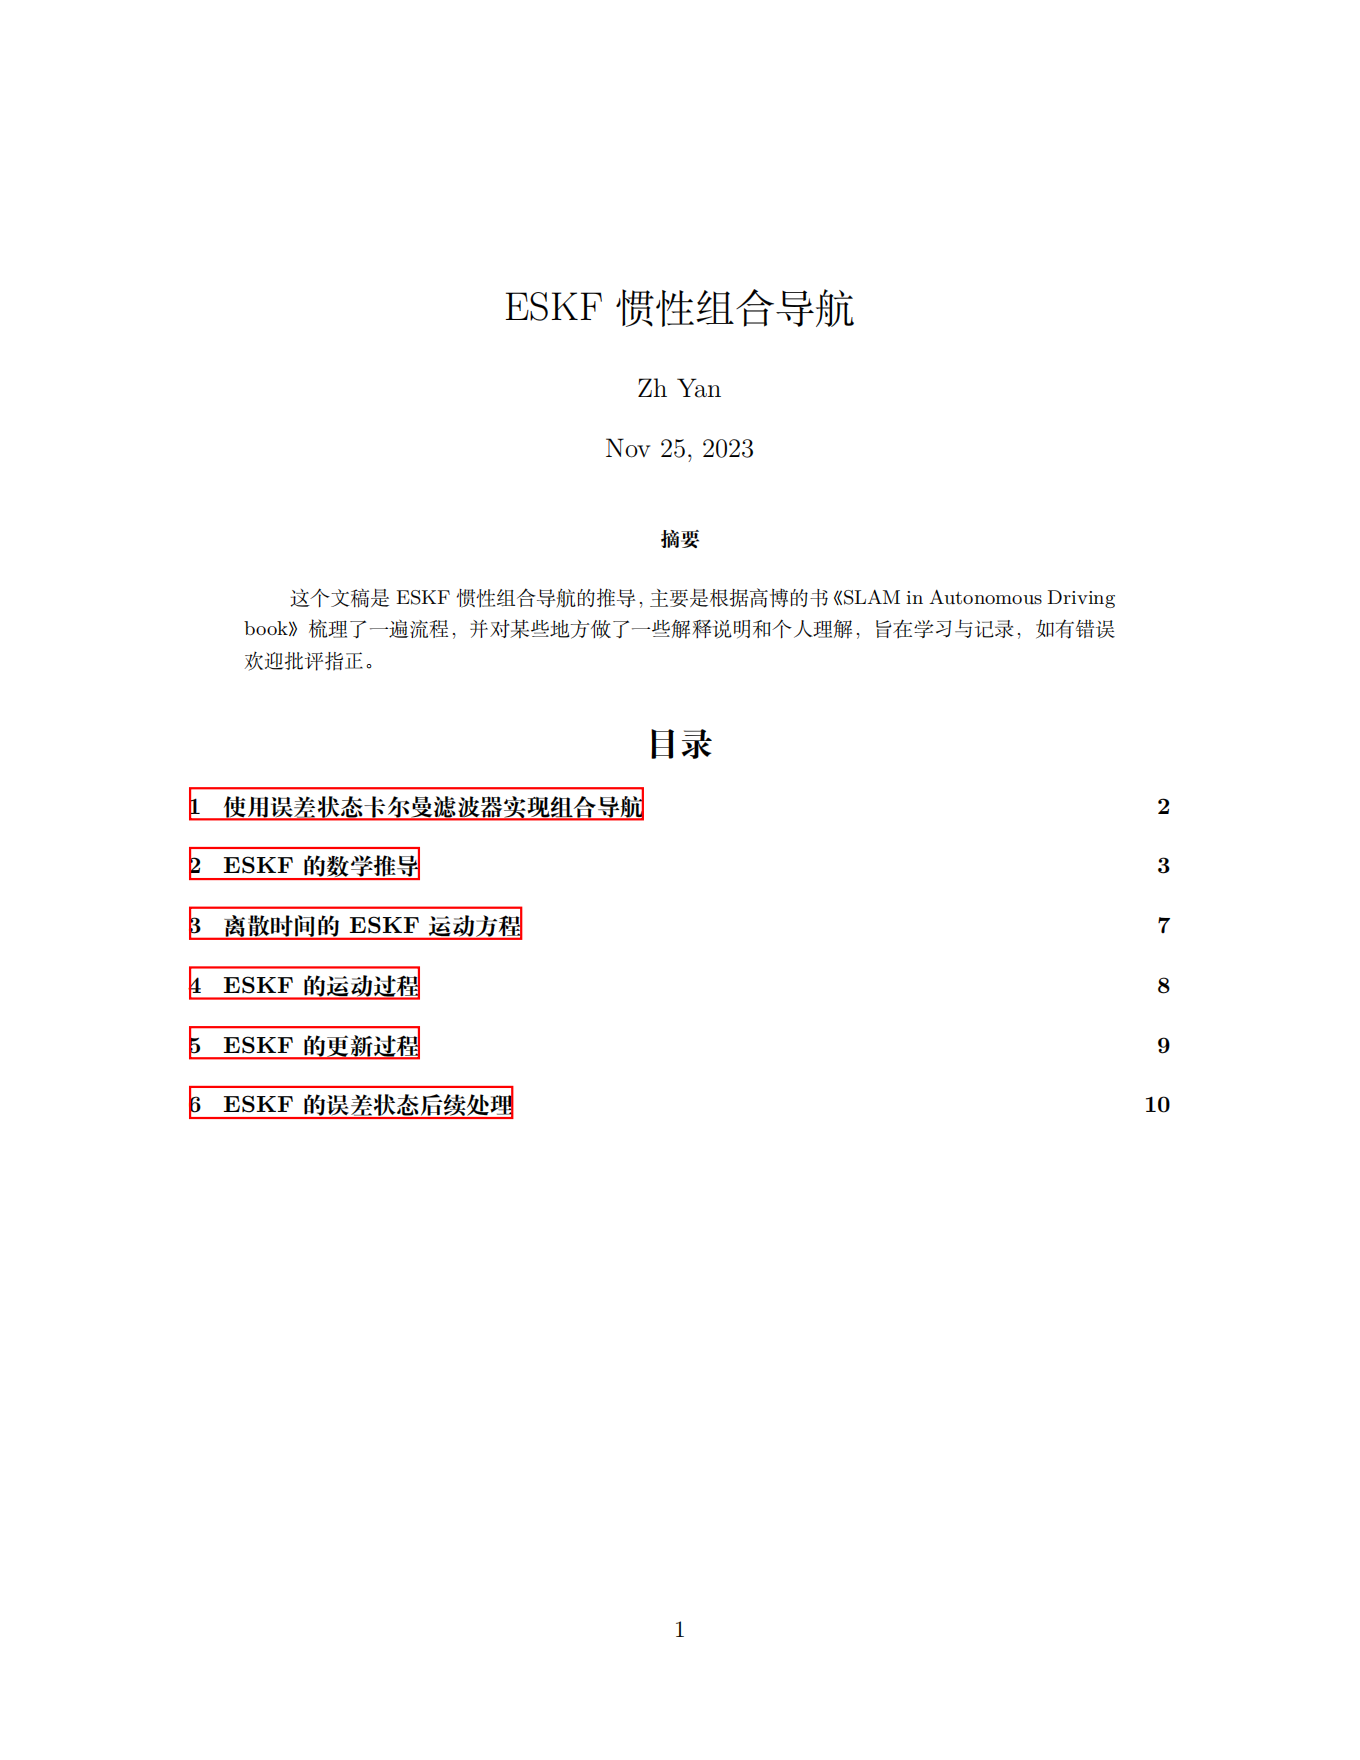 ESKF 惯性组合导航
Zh Yan
Nov 25, 2023
摘要
这个文稿是 ESKF 惯性组合导航的推导，主要是根据高博的书《SLAM in Autonomous Driving
book》梳理了一遍流程，并对某些地方做了一些解释说明和个人理解，旨在学习与记录，如有错误
欢迎批评指正。
目录
1 使用误差状态卡尔曼滤波器实现组合导航 2
2 ESKF 的数学推导 3
3 离散时间的 ESKF 运动方程 7
4 ESKF 的运动过程 8
5 ESKF 的更新过程 9
6 ESKF 的误差状态后续处理 10
1